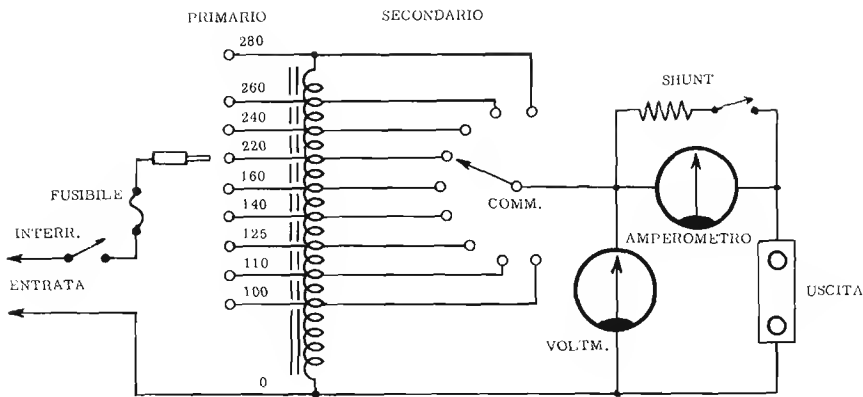 PRIMARIO
SECONDARIO
280
260
240
220
160
140
125
110
100
0
FUSIBILE
INTERR.
ENTRATA
COMM.
SHUNT
AMPEROMETRO
VOLTM.
USCITA